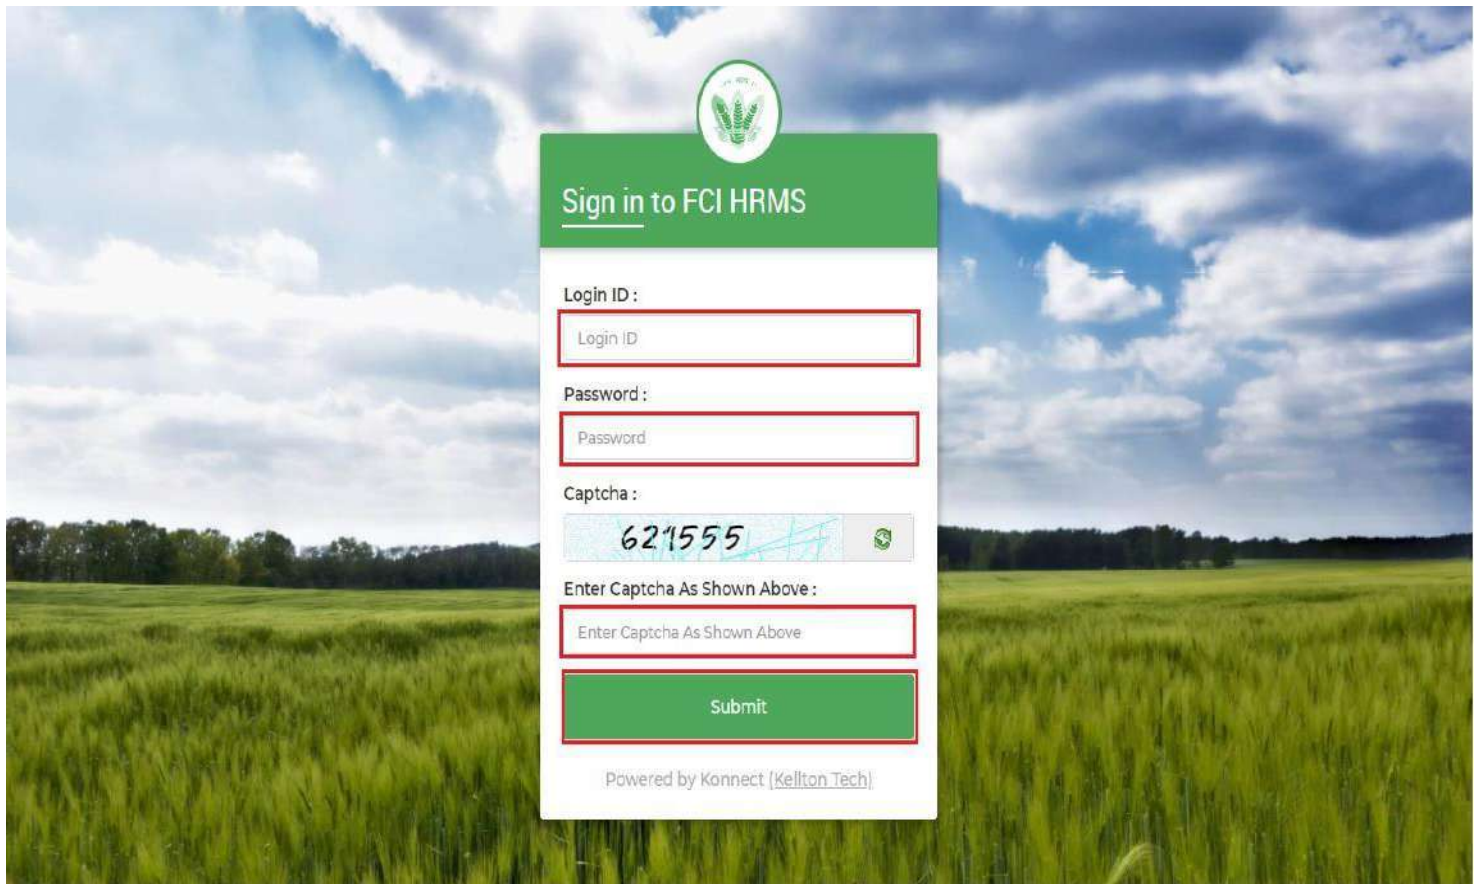 Sign in to FCI HRMS
Login ID :
Login ID
Password :
Password
Captcha :
621555
Enter Captcha As Shown Above :
Enter Captcha As Shown Above
Submit
Powered by Konnect (Kellton Tech)